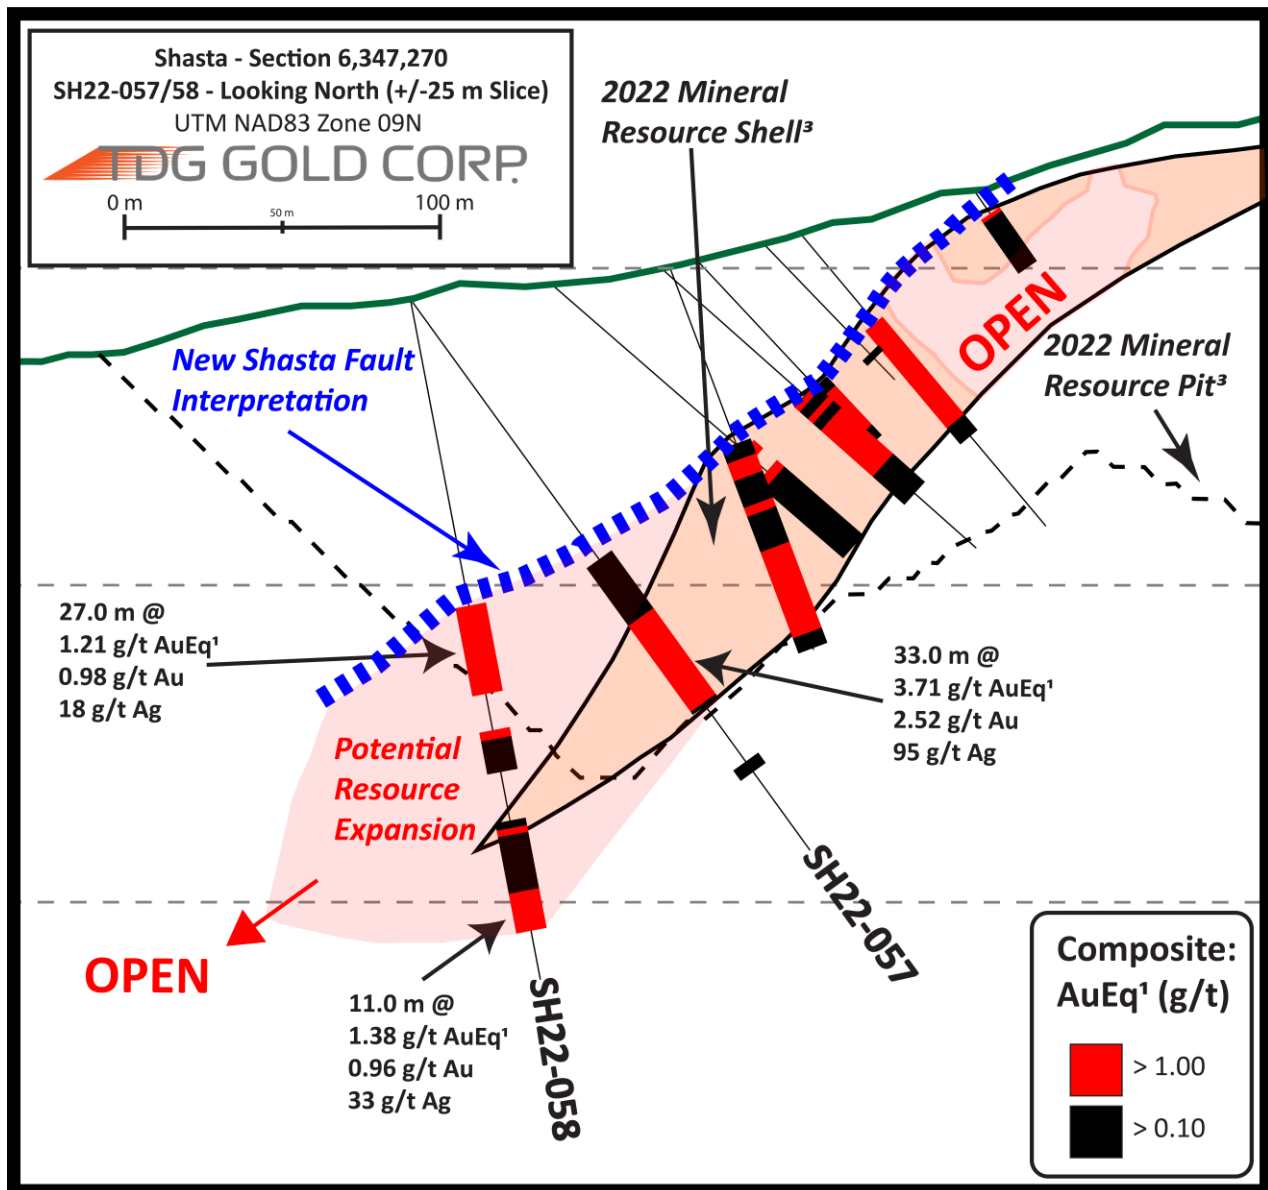 Shasta - Section 6,347,270
SH22-057/58 - Looking North (+/-25 m Slice)
UTM NAD83 Zone 09N
TDG GOLD CORP.
0 m
50 m
100 m
2022 Mineral
Resource Shell³
New Shasta Fault
Interpretation
OPEN
2022 Mineral
Resource Pit³
27.0 m @
1.21 g/t AuEq¹
0.98 g/t Au
18 g/t Ag
33.0 m @
3.71 g/t AuEq¹
2.52 g/t Au
95 g/t Ag
Potential
Resource
Expansion
SH22-057
OPEN
11.0 m @
1.38 g/t AuEq¹
0.96 g/t Au
33 g/t Ag
SH22-058
Composite:
AuEq¹ (g/t)
> 1.00
> 0.10